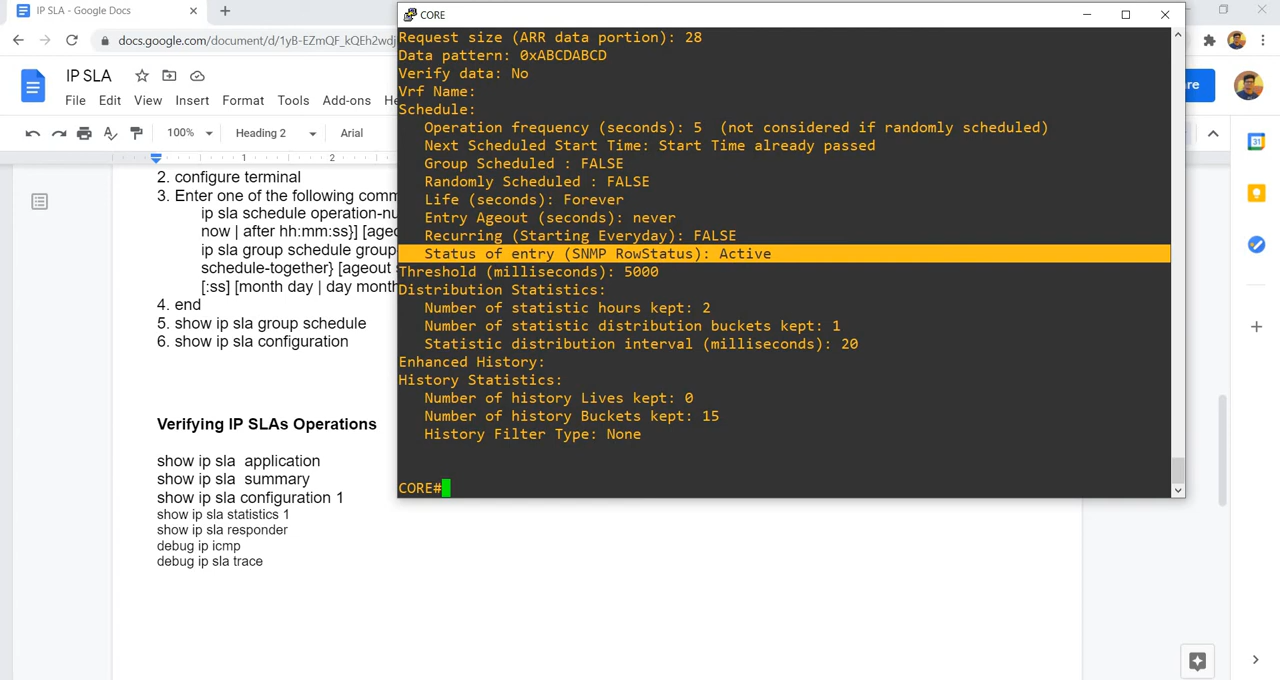 IP SLA - Google Docs
docs.google.com/document/d/1yB-EZmQF_kQEh2wdj
IP SLA
File Edit View Insert Format Tools Add-ons He
100% Heading 2 Arial
1 2
2. configure terminal
3. Enter one of the following comm
ip sla schedule operation-nu
now | after hh:mm:ss}] [ageo
ip sla group schedule group-
schedule-together} [ageout s
[:ss] [month day | day month
4. end
5. show ip sla group schedule
6. show ip sla configuration
Verifying IP SLAs Operations
show ip sla  application
show ip sla  summary
show ip sla configuration 1
show ip sla statistics 1
show ip sla responder
debug ip icmp
debug ip sla trace
CORE
Request size (ARR data portion): 28
Data pattern: 0xABCDABCD
Verify data: No
Vrf Name:
Schedule:
Operation frequency (seconds): 5  (not considered if randomly scheduled)
Next Scheduled Start Time: Start Time already passed
Group Scheduled : FALSE
Randomly Scheduled : FALSE
Life (seconds): Forever
Entry Ageout (seconds): never
Recurring (Starting Everyday): FALSE
Status of entry (SNMP RowStatus): Active
Threshold (milliseconds): 5000
Distribution Statistics:
Number of statistic hours kept: 2
Number of statistic distribution buckets kept: 1
Statistic distribution interval (milliseconds): 20
Enhanced History:
History Statistics:
Number of history Lives kept: 0
Number of history Buckets kept: 15
History Filter Type: None
CORE#
re
31